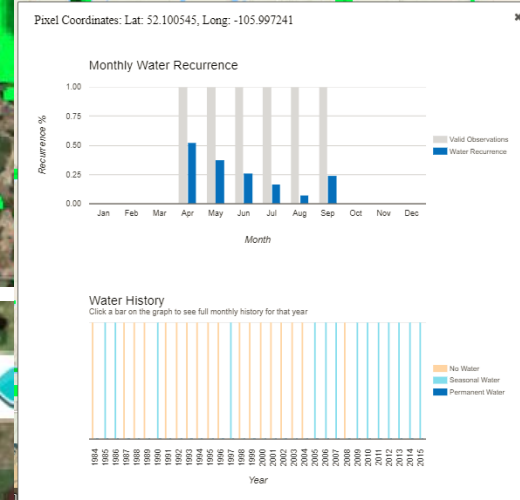 Pixel Coordinates: Lat: 52.100545, Long: -105.997241
Monthly Water Recurrence
1.00
0.75
0.50
0.25
0.00
Recurrence %
Jan Feb Mar Apr May Jun Jul Aug Sep Oct Nov Dec
Month
Valid Observations
Water Recurrence
Water History
Click a bar on the graph to see full monthly history for that year
No Water
Seasonal Water
Permanent Water
1984 1985 1986 1987 1988 1989 1990 1991 1992 1993 1994 1995 1996 1997 1998 1999 2000 2001 2002 2003 2004 2005 2006 2007 2008 2009 2010 2011 2012 2013 2014 2015
Year